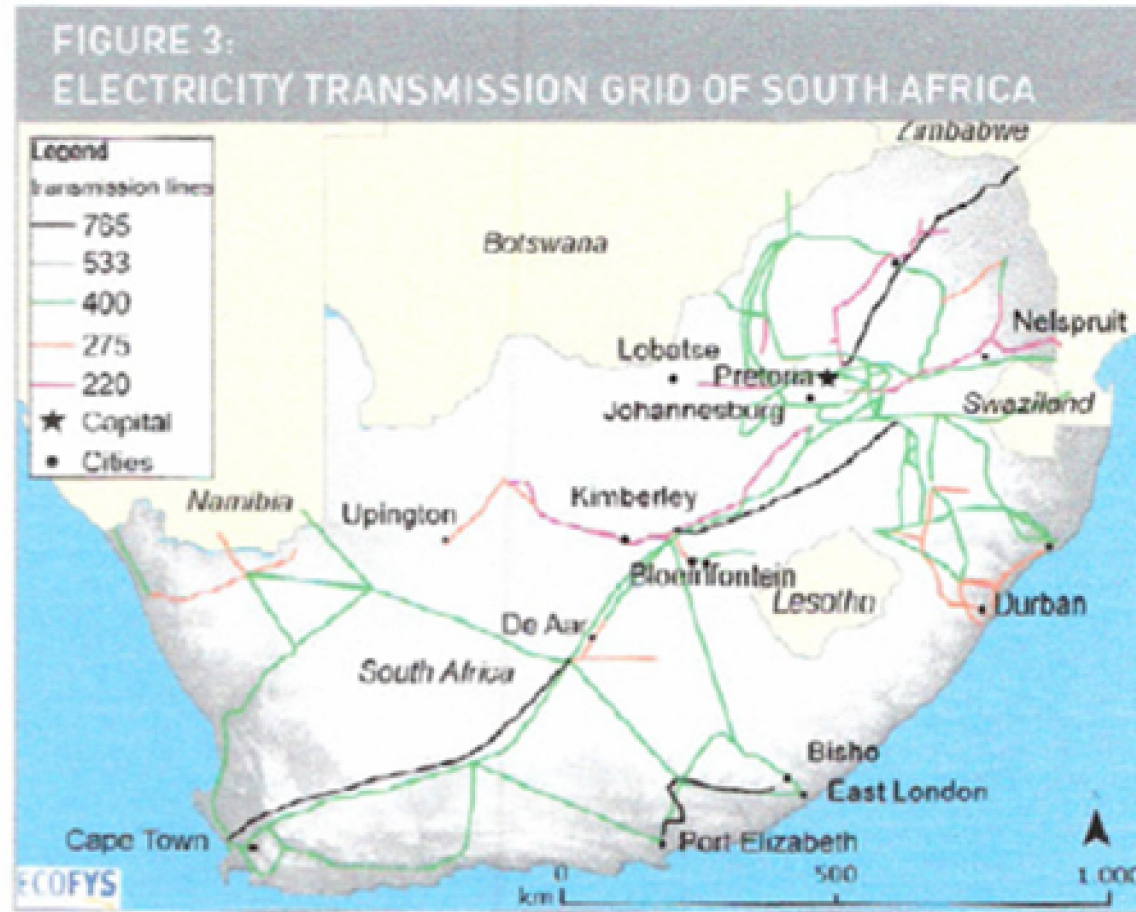 FIGURE 3:
ELECTRICITY TRANSMISSION GRID OF SOUTH AFRICA
Zimbabwe
Legend
transmission lines
765
533
400
275
220
Capital
Cities
Botswana
Nelspruit
Lobatse
Pretoria
Johannesburg
Swaziland
Namibia
Upington
Kimberley
Bloemfontein
Lesotho
Durban
De Aar
South Africa
Bisho
East London
Cape Town
Port Elizabeth
0 500 1.000
km
ECOFYS